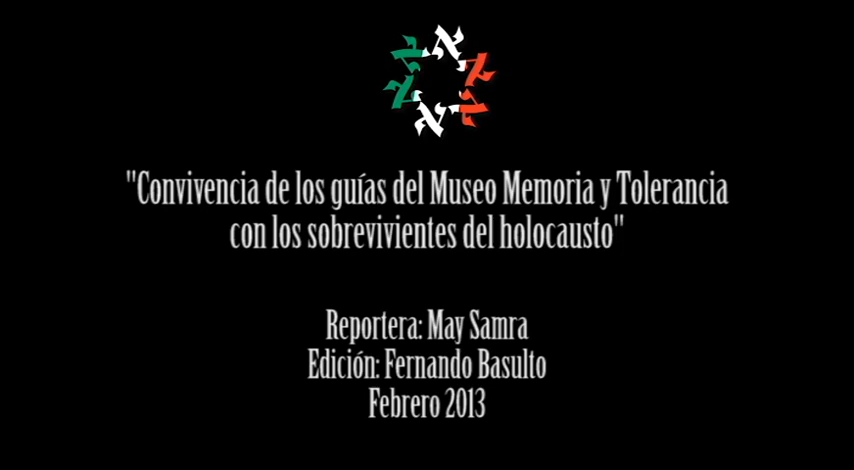 "Convivencia de los guías del Museo Memoria y Tolerancia
con los sobrevivientes del holocausto"
Reportera: May Samra
Edición: Fernando Basulto
Febrero 2013